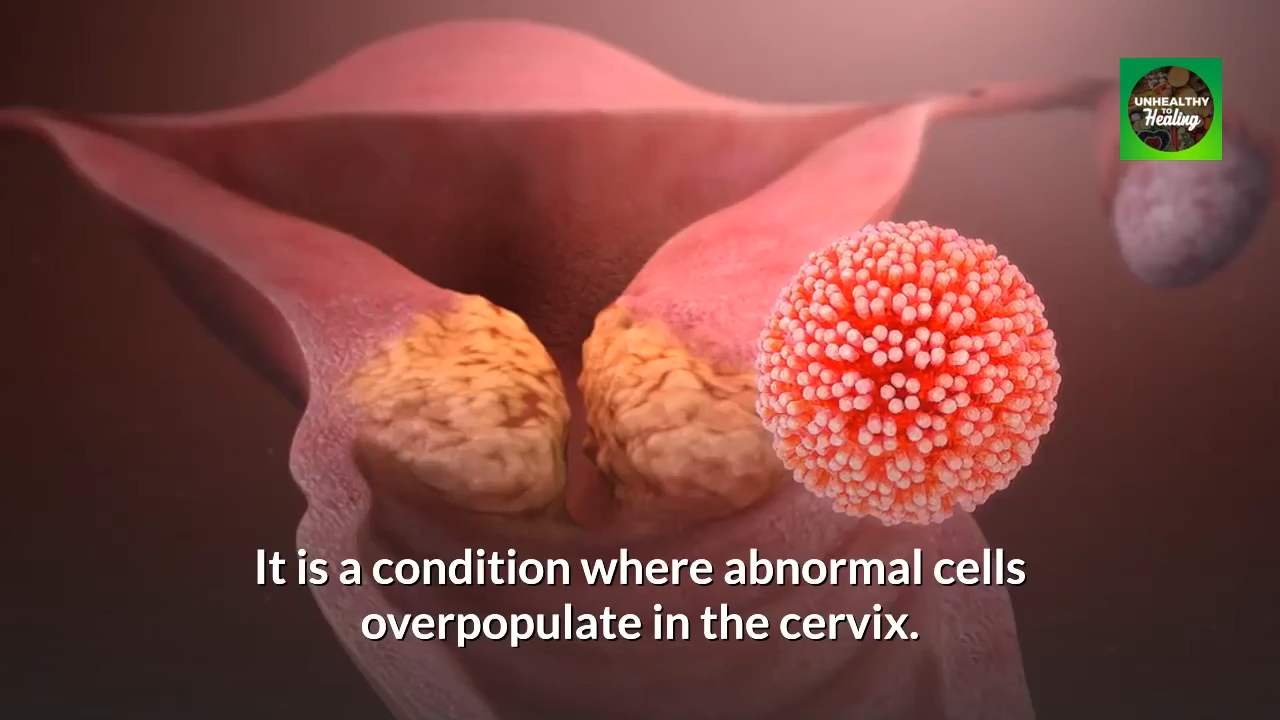 UNHEALTHY
TO
Healing
It is a condition where abnormal cells
overpopulate in the cervix.